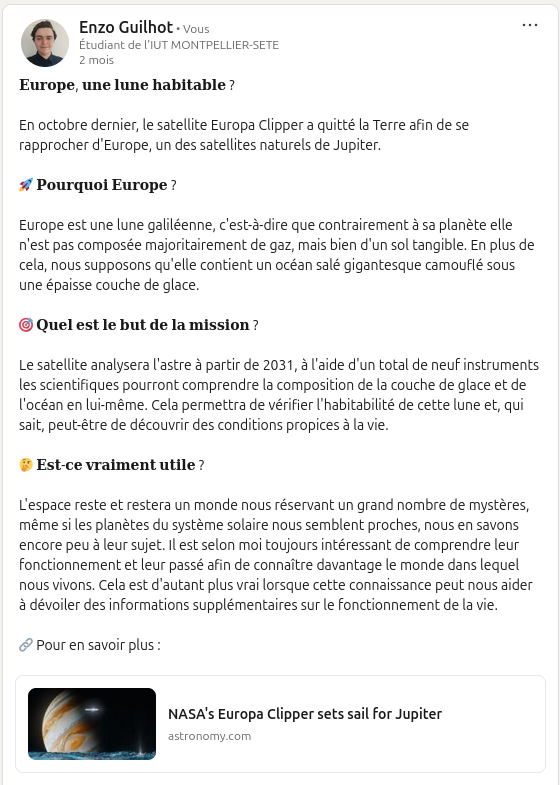 Enzo Guilhot • Vous
Étudiant de l'IUT MONTPELLIER-SETE
2 mois
Europe, une lune habitable ?
En octobre dernier, le satellite Europa Clipper a quitté la Terre afin de se
rapprocher d'Europe, un des satellites naturels de Jupiter.
🚀 Pourquoi Europe ?
Europe est une lune galiléenne, c'est-à-dire que contrairement à sa planète elle
n'est pas composée majoritairement de gaz, mais bien d'un sol tangible. En plus de
cela, nous supposons qu'elle contient un océan salé gigantesque camouflé sous
une épaisse couche de glace.
🎯 Quel est le but de la mission ?
Le satellite analysera l'astre à partir de 2031, à l'aide d'un total de neuf instruments
les scientifiques pourront comprendre la composition de la couche de glace et de
l'océan en lui-même. Cela permettra de vérifier l'habitabilité de cette lune et, qui
sait, peut-être de découvrir des conditions propices à la vie.
🤔 Est-ce vraiment utile ?
L'espace reste et restera un monde nous réservant un grand nombre de mystères,
même si les planètes du système solaire nous semblent proches, nous en savons
encore peu à leur sujet. Il est selon moi toujours intéressant de comprendre leur
fonctionnement et leur passé afin de connaître davantage le monde dans lequel
nous vivons. Cela est d'autant plus vrai lorsque cette connaissance peut nous aider
à dévoiler des informations supplémentaires sur le fonctionnement de la vie.
🔗 Pour en savoir plus :
NASA's Europa Clipper sets sail for Jupiter
astronomy.com